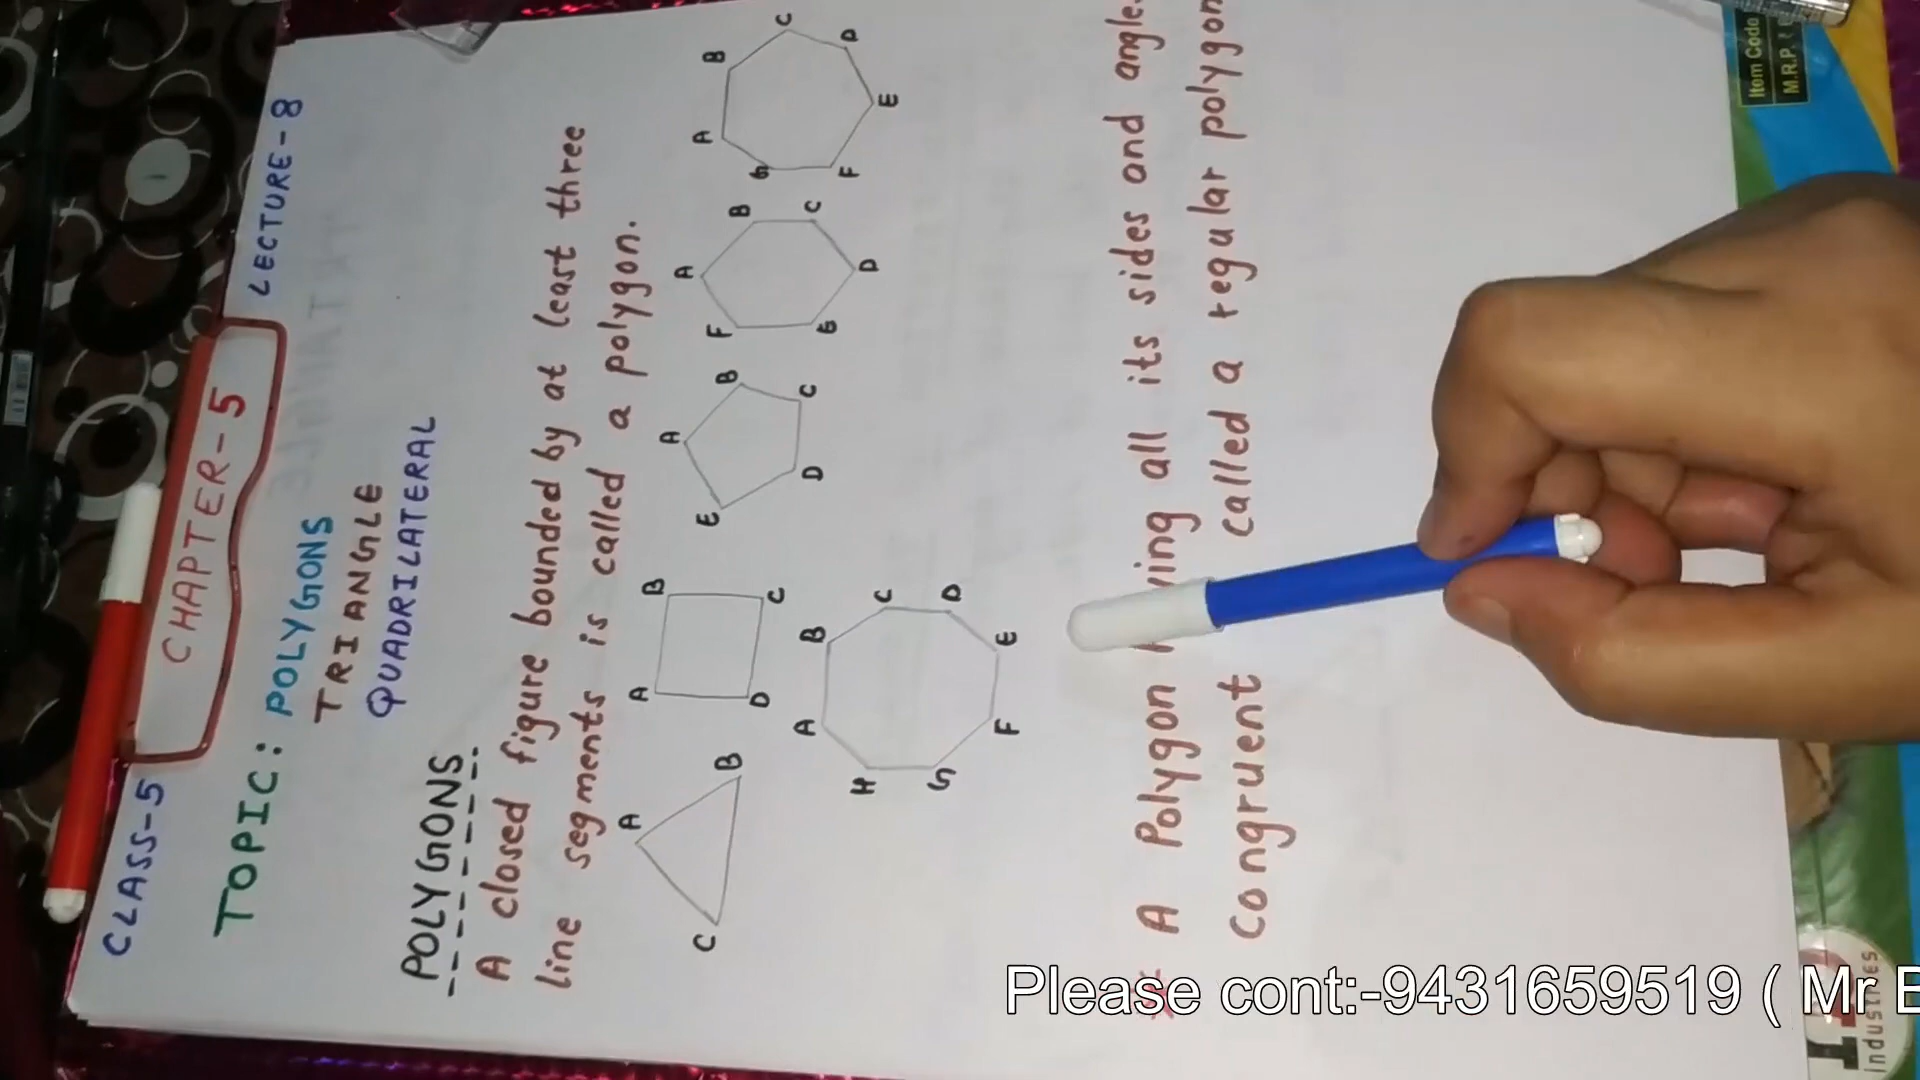 CLASS-5
CHAPTER-5
LECTURE-8
TOPIC: POLYGONS
TRIANGLE
QUADRILATERAL
POLYGONS
A closed figure bounded by at least three
line segments is called a polygon.
A
B
C
A
B
C
D
A
B
C
D
E
A
B
C
D
E
F
A
B
C
D
E
F
G
A
B
C
D
E
F
G
H
A Polygon all its sides and angle
Congruent called a regular polygon
Please cont:-9431659519 ( Mr
Item Code
M.R.P. ₹
industries